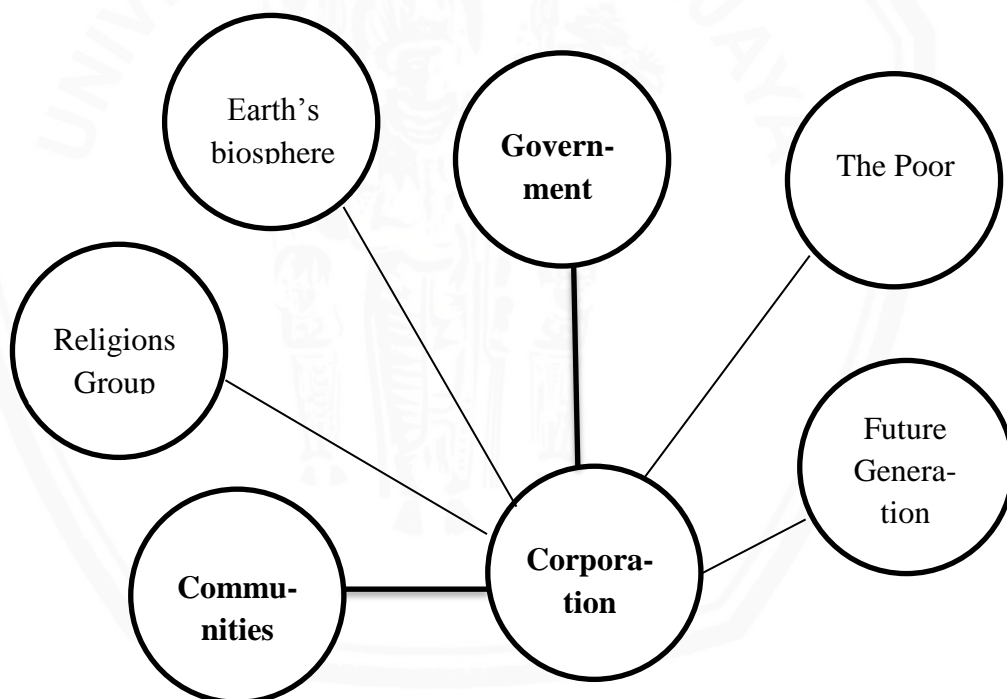 Earth's
biosphere
Govern-
ment
The Poor
Religions
Group
Future
Genera-
tion
Commu-
nities
Corpora-
tion